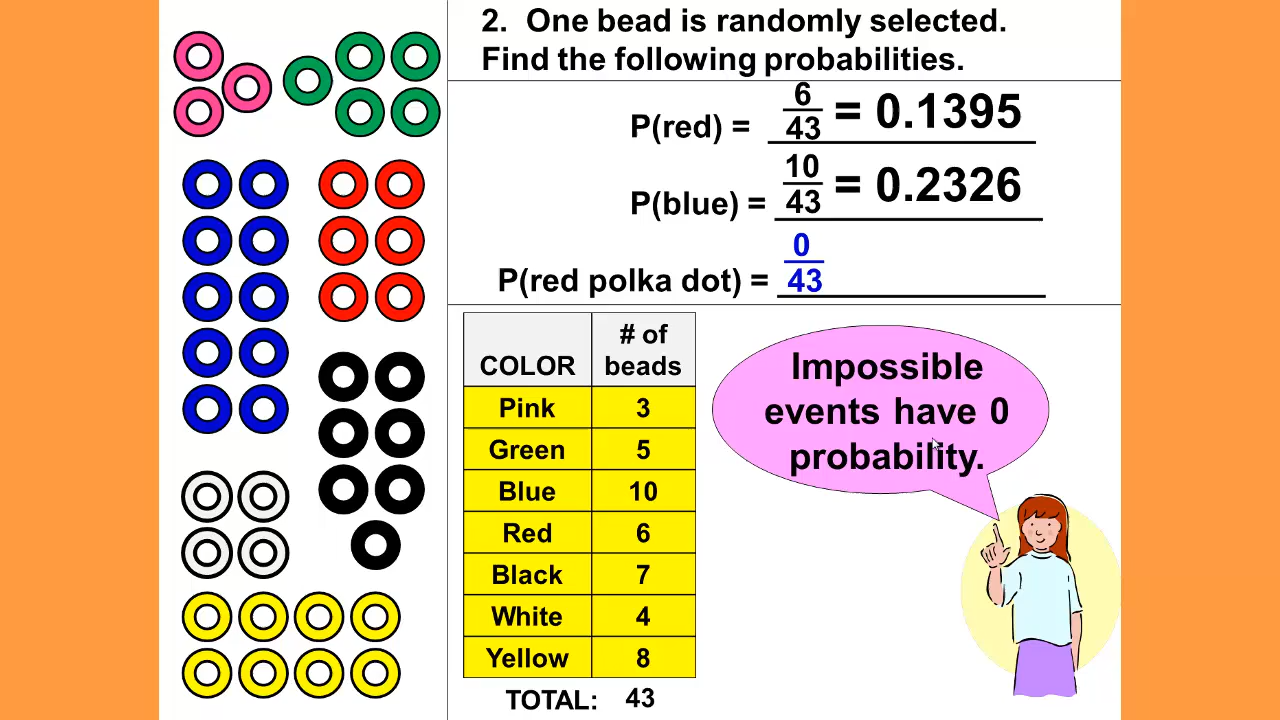 2. One bead is randomly selected.
Find the following probabilities.
P(red) = 6/43 = 0.1395
P(blue) = 10/43 = 0.2326
P(red polka dot) = 0/43
COLOR # of beads
Pink 3
Green 5
Blue 10
Red 6
Black 7
White 4
Yellow 8
TOTAL: 43
Impossible
events have 0
probability.